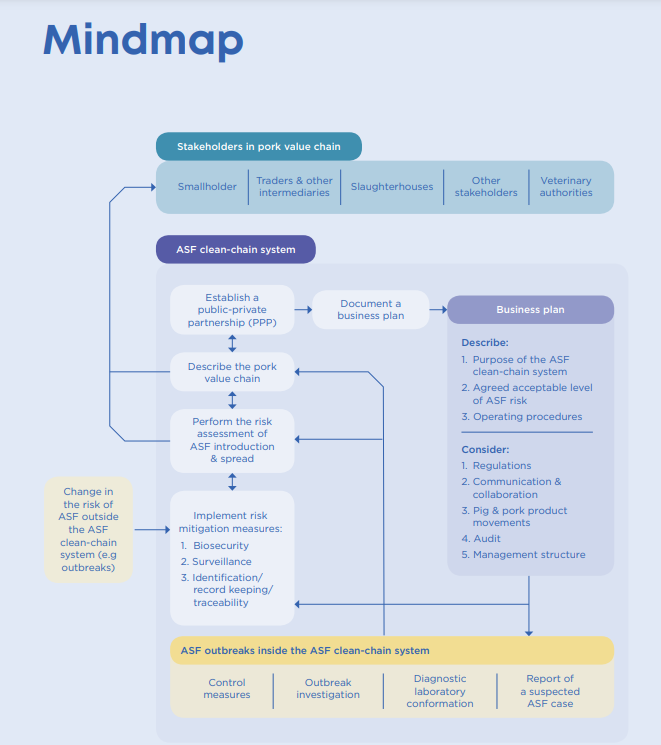 Mindmap
Stakeholders in pork value chain
Smallholder
Traders & other
intermediaries
Slaughterhouses
Other
stakeholders
Veterinary
authorities
ASF clean-chain system
Establish a
public-private
partnership (PPP)
Document a
business plan
Business plan
Describe:
1. Purpose of the ASF
clean-chain system
2. Agreed acceptable level
of ASF risk
3. Operating procedures
Consider:
1. Regulations
2. Communication &
collaboration
3. Pig & pork product
movements
4. Audit
5. Management structure
Describe the pork
value chain
Perform the risk
assessment of
ASF introduction
& spread
Change in
the risk of
ASF outside
the ASF
clean-chain
system (e.g
outbreaks)
Implement risk
mitigation measures:
1. Biosecurity
2. Surveillance
3. Identification/
record keeping/
traceability
ASF outbreaks inside the ASF clean-chain system
Control
measures
Outbreak
investigation
Diagnostic
laboratory
conformation
Report of
a suspected
ASF case